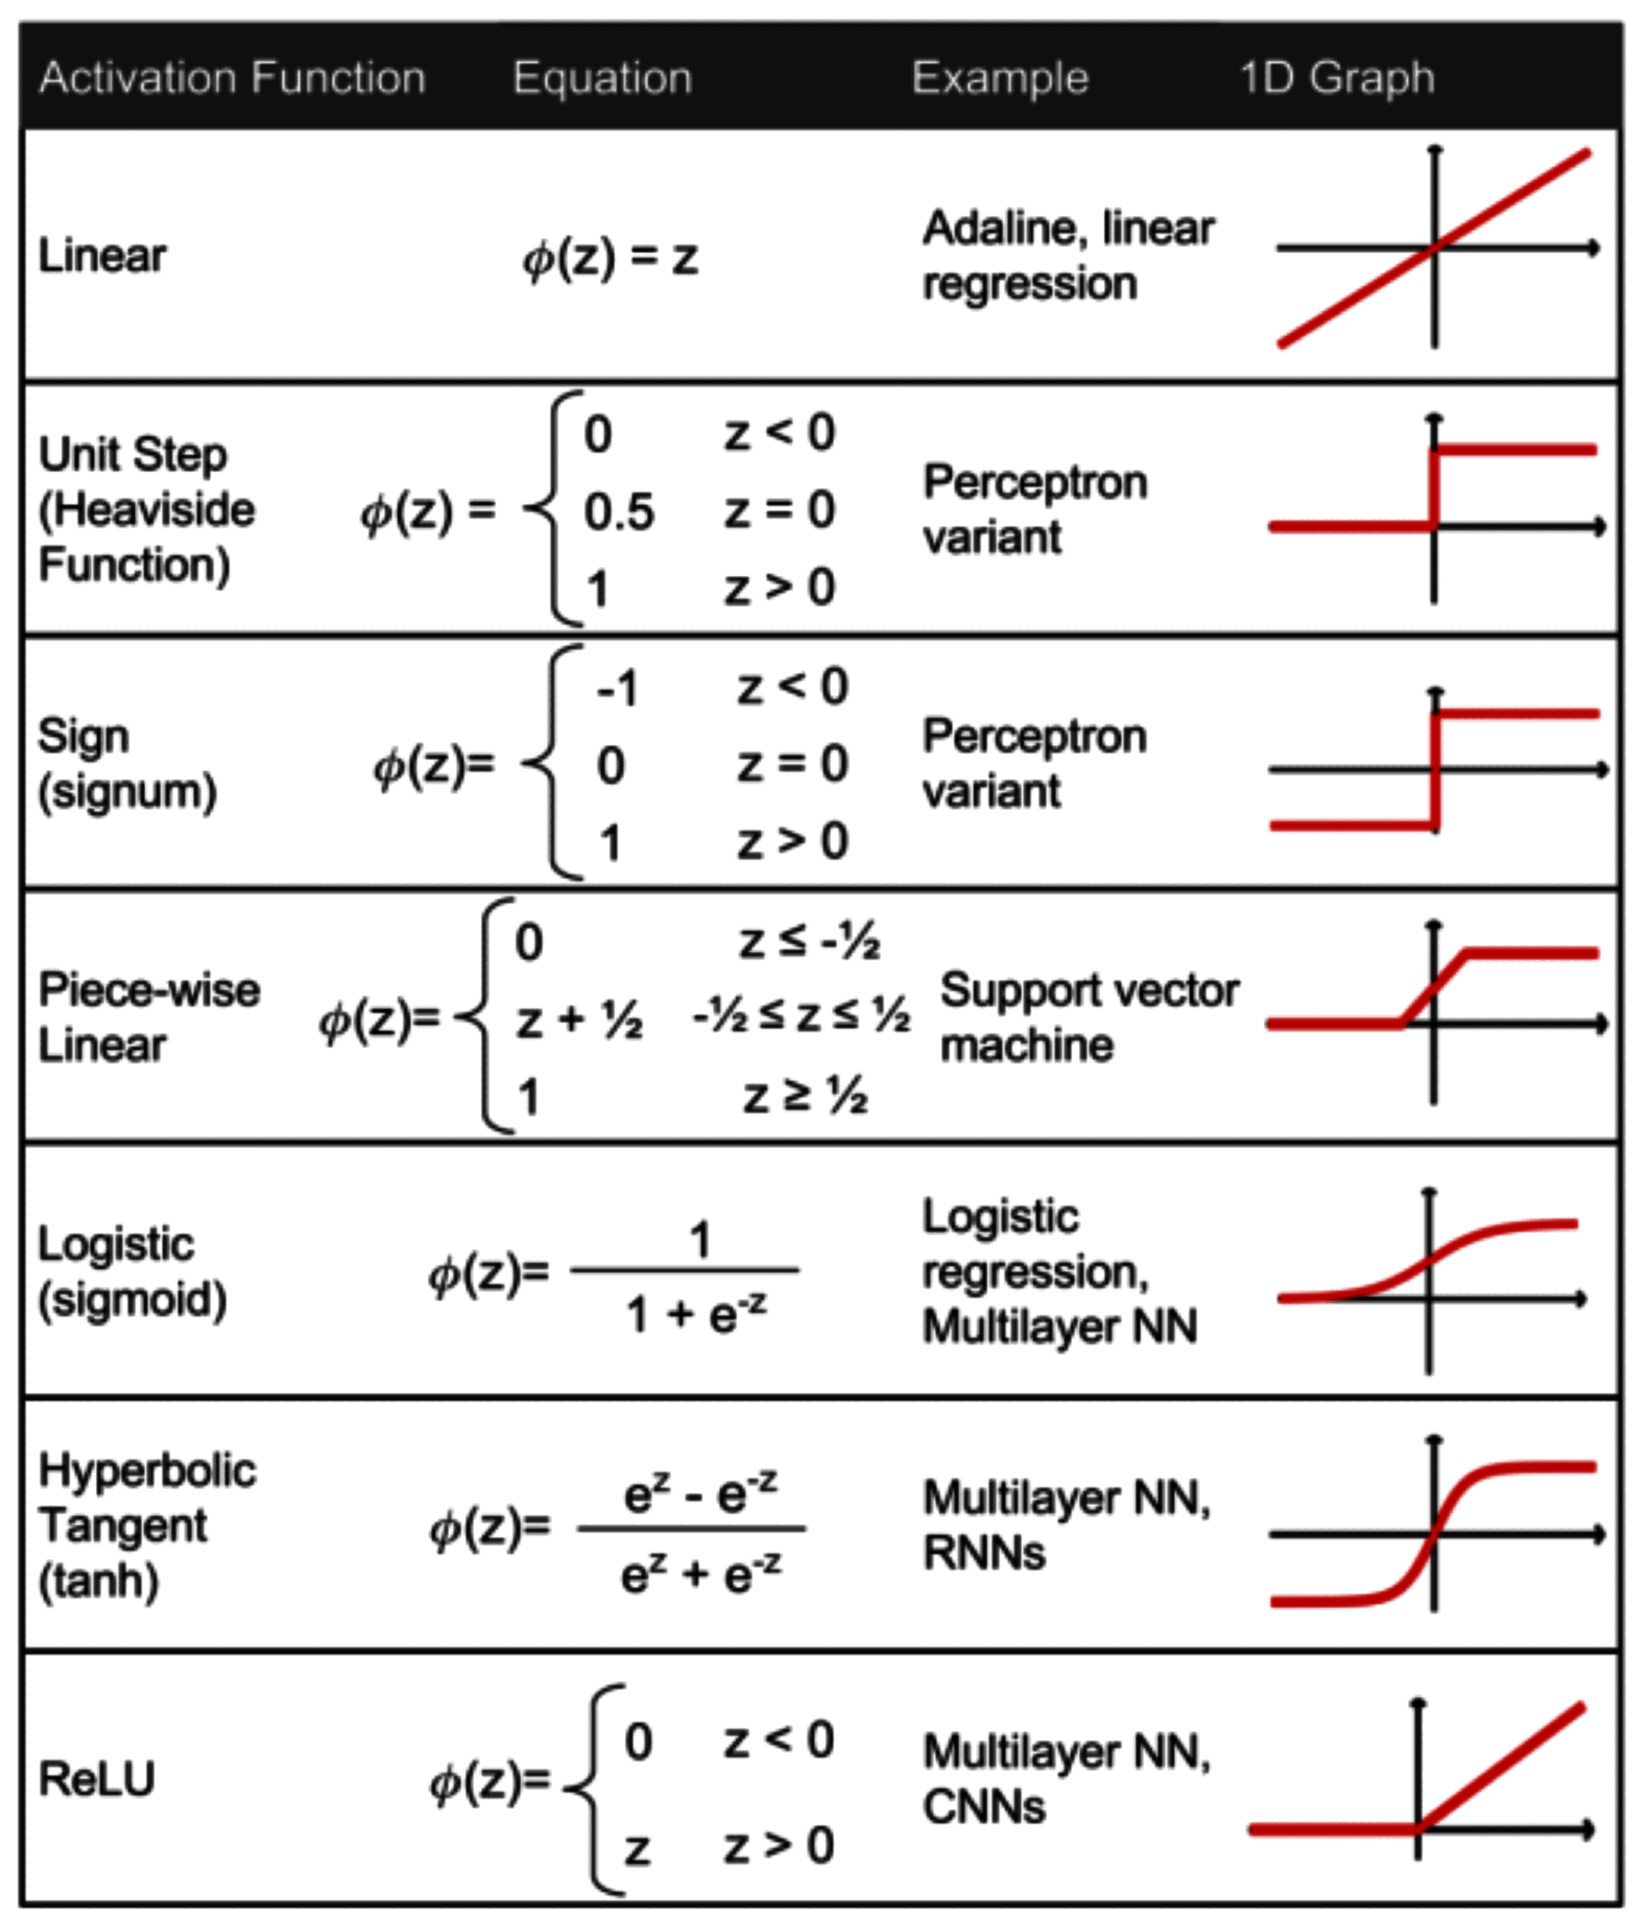 Activation Function Equation Example 1D Graph
Linear ϕ(z) = z Adaline, linear
regression
Unit Step
(Heaviside
Function)
ϕ(z) =
0 z < 0
0.5 z = 0
1 z > 0
Perceptron
variant
Sign
(signum)
ϕ(z)=
-1 z < 0
0 z = 0
1 z > 0
Perceptron
variant
Piece-wise
Linear
ϕ(z)=
0 z ≤ -½
z + ½ -½ ≤ z ≤ ½
1 z ≥ ½
Support vector
machine
Logistic
(sigmoid)
ϕ(z)=
1
1 + e^-z
Logistic
regression,
Multilayer NN
Hyperbolic
Tangent
(tanh)
ϕ(z)=
e^z - e^-z
e^z + e^-z
Multilayer NN,
RNNs
ReLU
ϕ(z)=
0 z < 0
z z > 0
Multilayer NN,
CNNs